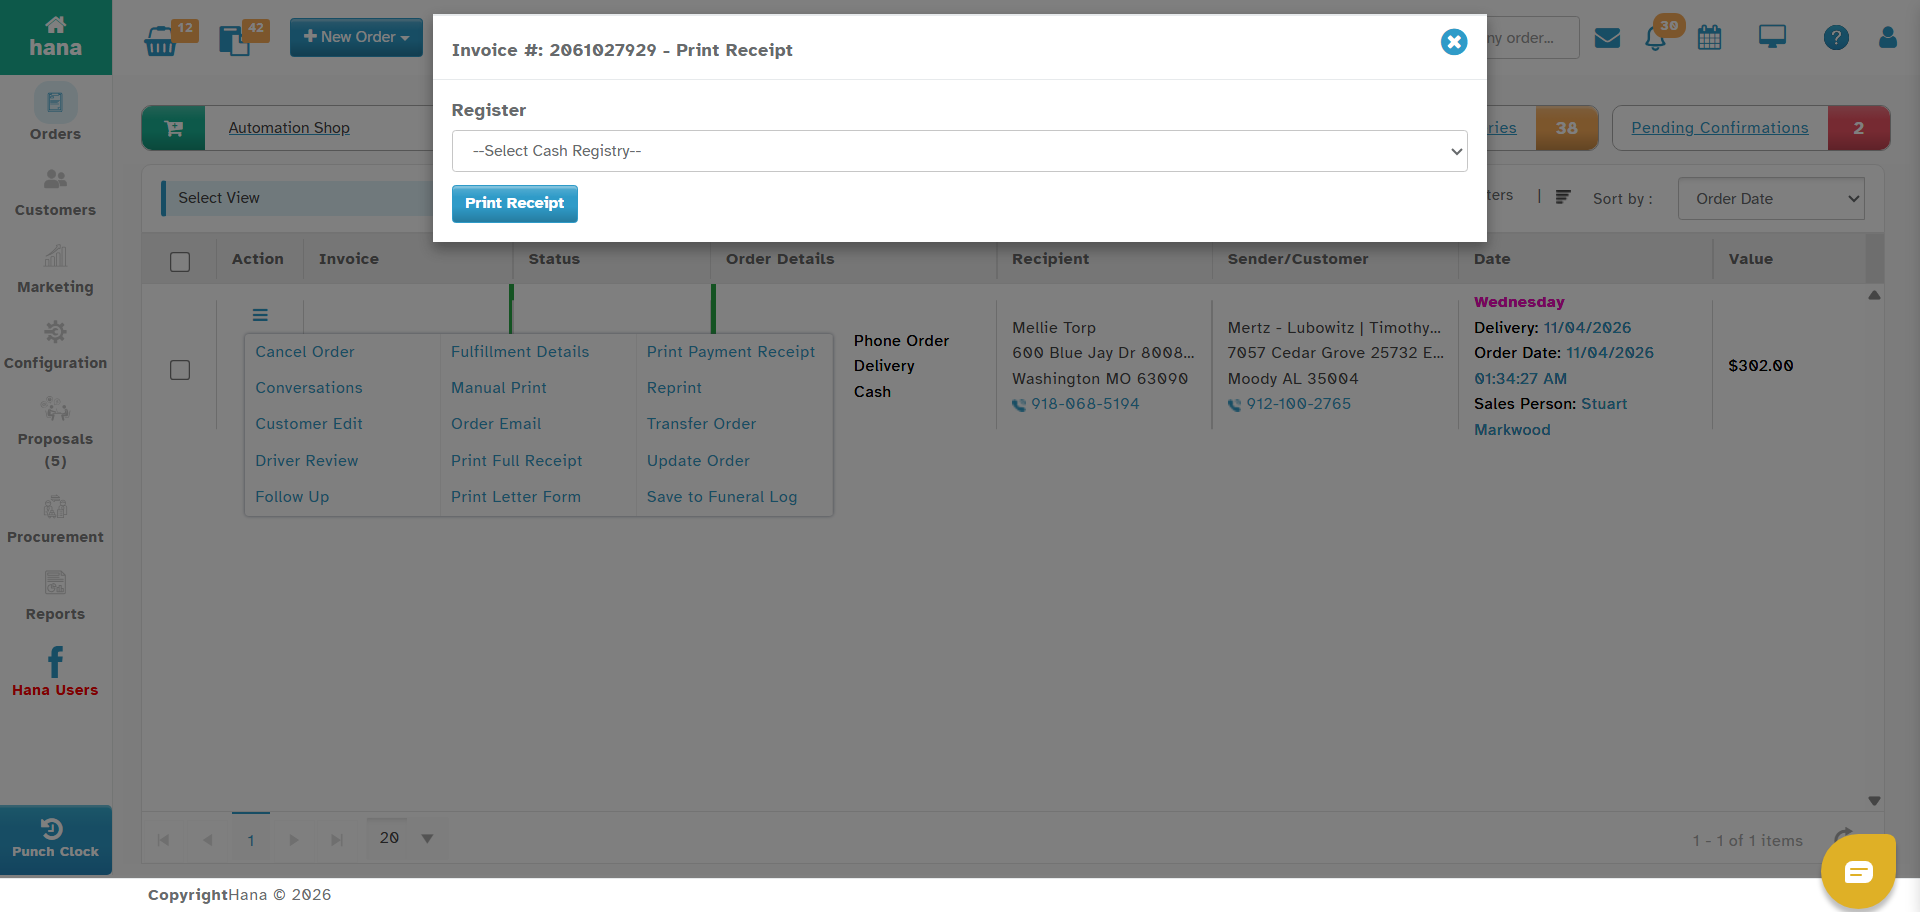 hana
12
42
New Order
ny order...
30
Invoice #: 2061027929 - Print Receipt
Register
--Select Cash Registry--
Print Receipt
Orders
Customers
Marketing
Configuration
Proposals
(5)
Procurement
Reports
Hana Users
Punch Clock
Automation Shop
ries
38
Pending Confirmations
2
Select View
ters
|
Sort by :
Order Date
Action
Invoice
Status
Order Details
Recipient
Sender/Customer
Date
Value
Cancel Order
Conversations
Customer Edit
Driver Review
Follow Up
Fulfillment Details
Manual Print
Order Email
Print Full Receipt
Print Letter Form
Print Payment Receipt
Reprint
Transfer Order
Update Order
Save to Funeral Log
Phone Order
Delivery
Cash
Mellie Torp
600 Blue Jay Dr 8008...
Washington MO 63090
918-068-5194
Mertz - Lubowitz | Timothy...
7057 Cedar Grove 25732 E...
Moody AL 35004
912-100-2765
Wednesday
Delivery: 11/04/2026
Order Date: 11/04/2026
01:34:27 AM
Sales Person: Stuart
Markwood
$302.00
1
20
1 - 1 of 1 items
CopyrightHana © 2026